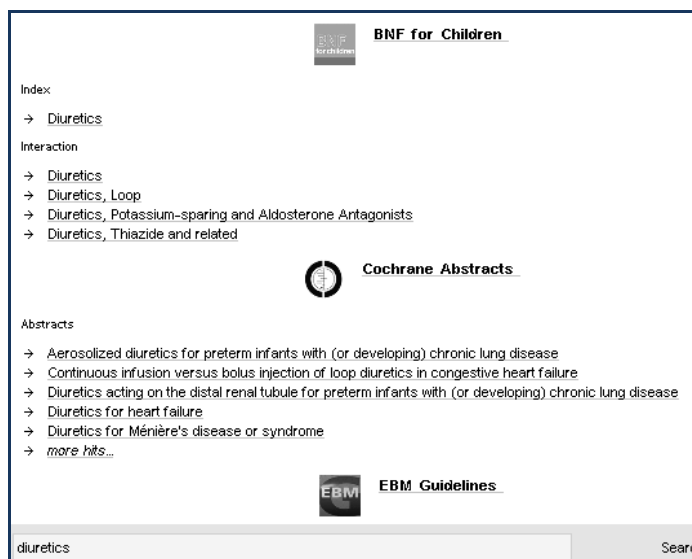 BNF for children
BNF for Children
Index
→ Diuretics
Interaction
→ Diuretics
→ Diuretics, Loop
→ Diuretics, Potassium-sparing and Aldosterone Antagonists
→ Diuretics, Thiazide and related
Cochrane Abstracts
Abstracts
→ Aerosolized diuretics for preterm infants with (or developing) chronic lung disease
→ Continuous infusion versus bolus injection of loop diuretics in congestive heart failure
→ Diuretics acting on the distal renal tubule for preterm infants with (or developing) chronic lung disease
→ Diuretics for heart failure
→ Diuretics for Ménière's disease or syndrome
→ more hits...
EBM
EBM Guidelines
diuretics
Sear